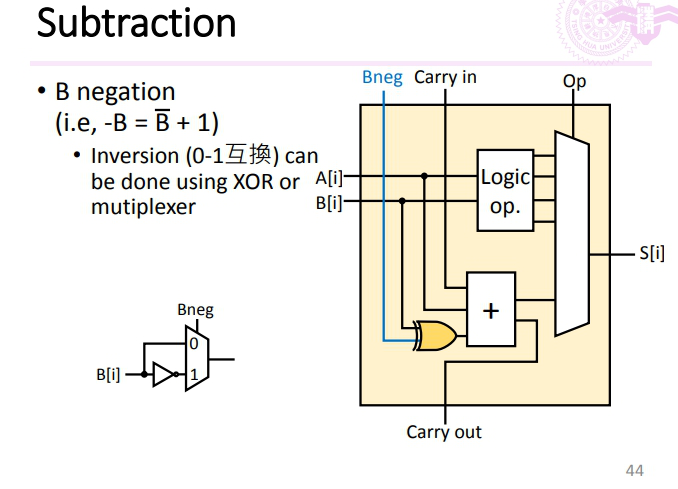 Subtraction
• B negation
(i.e, -B = B̅ + 1)
• Inversion (0-1互換) can
be done using XOR or
mutiplexer
Bneg
B[i]
0
1
Bneg Carry in
Op
A[i]
B[i]
Logic
op.
+
S[i]
Carry out
44